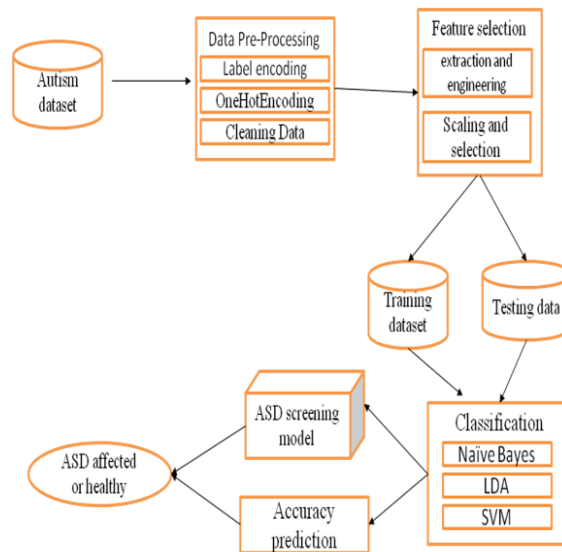 Autism
dataset
Data Pre-Processing
Label encoding
OneHotEncoding
Cleaning Data
Feature selection
extraction and
engineering
Scaling and
selection
Training
dataset
Testing data
Classification
Naïve Bayes
LDA
SVM
ASD screening
model
Accuracy
prediction
ASD affected
or healthy